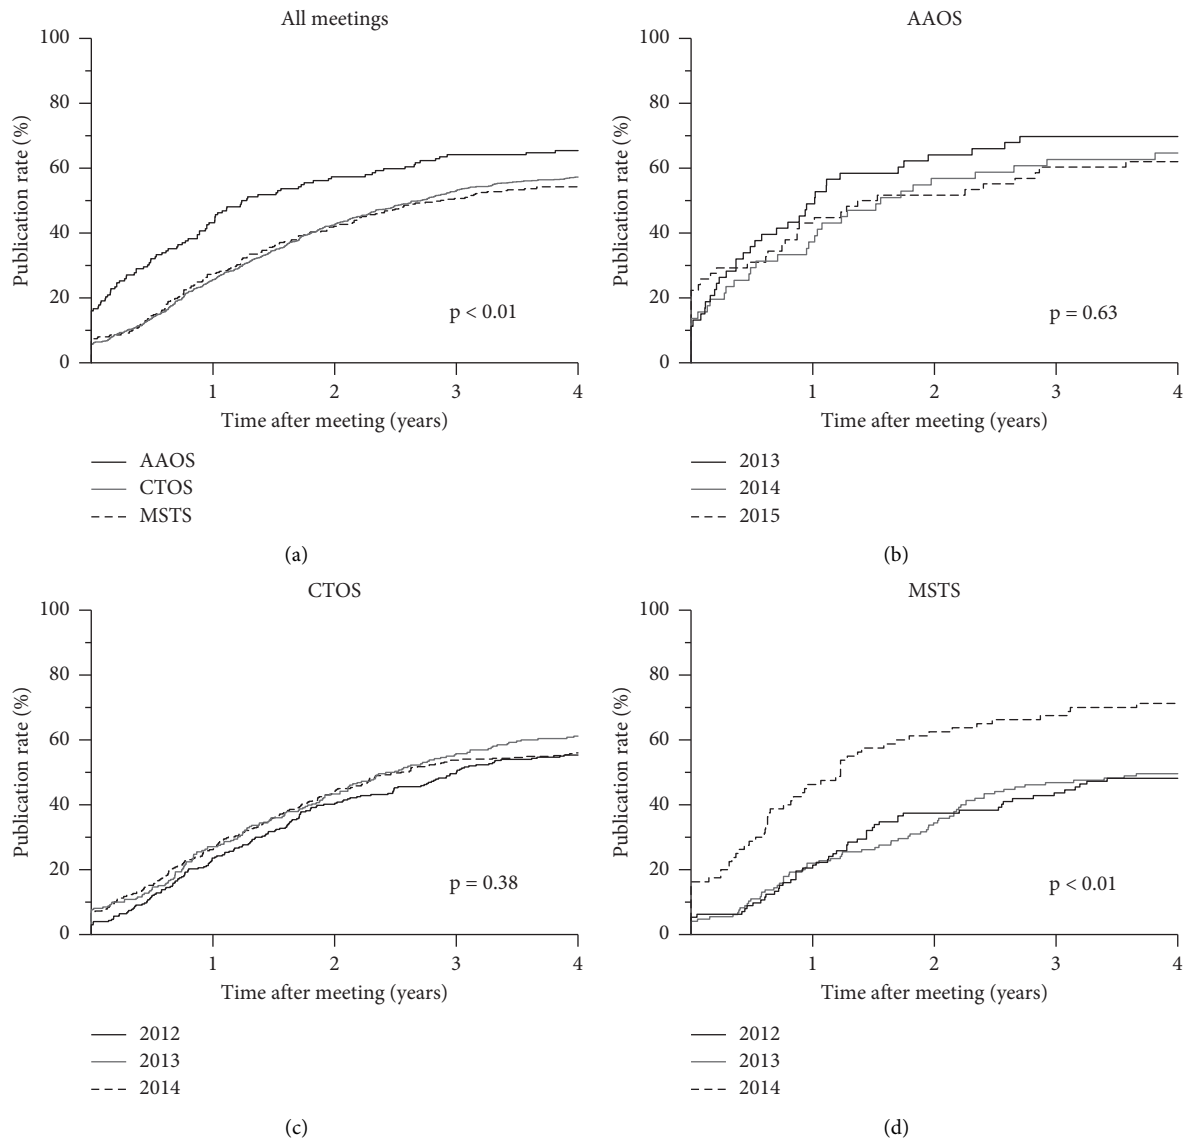 All meetings
100
80
60
40
20
0
Publication rate (%)
p < 0.01
1 2 3 4
Time after meeting (years)
AAOS
CTOS
MSTS
(a)
AAOS
100
80
60
40
20
0
Publication rate (%)
p = 0.63
1 2 3 4
Time after meeting (years)
2013
2014
2015
(b)
CTOS
100
80
60
40
20
0
Publication rate (%)
p = 0.38
1 2 3 4
Time after meeting (years)
2012
2013
2014
(c)
MSTS
100
80
60
40
20
0
Publication rate (%)
p < 0.01
1 2 3 4
Time after meeting (years)
2012
2013
2014
(d)